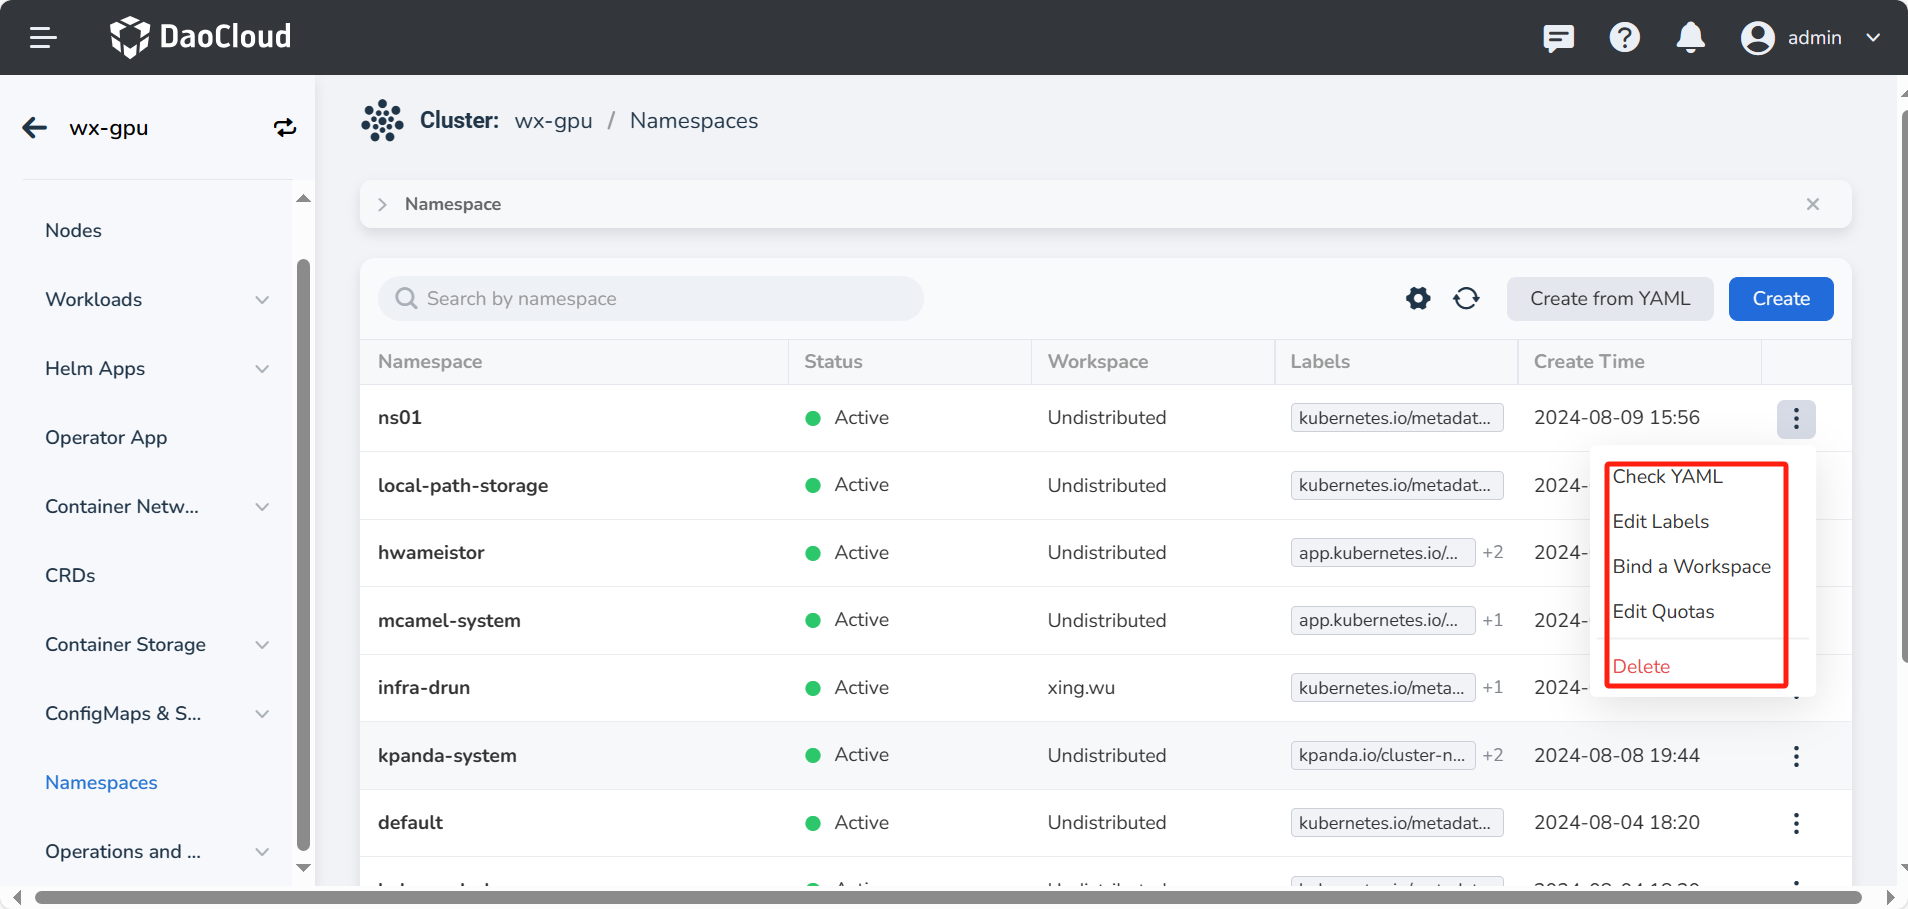 DaoCloud
admin
wx-gpu
Cluster: wx-gpu / Namespaces
Nodes
Workloads
Helm Apps
Operator App
Container Netw...
CRDs
Container Storage
ConfigMaps & S...
Namespaces
Operations and ...
Namespace
Search by namespace
Create from YAML
Create
Namespace Status Workspace Labels Create Time
ns01 Active Undistributed kubernetes.io/metadat... 2024-08-09 15:56
local-path-storage Active Undistributed kubernetes.io/metadat... 2024-
hwameistor Active Undistributed app.kubernetes.io/... +2 2024-
mcamel-system Active Undistributed app.kubernetes.io/... +1 2024-
infra-drun Active xing.wu kubernetes.io/meta... +1 2024-
kpanda-system Active Undistributed kpanda.io/cluster-n... +2 2024-08-08 19:44
default Active Undistributed kubernetes.io/metadat... 2024-08-04 18:20
Check YAML
Edit Labels
Bind a Workspace
Edit Quotas
Delete